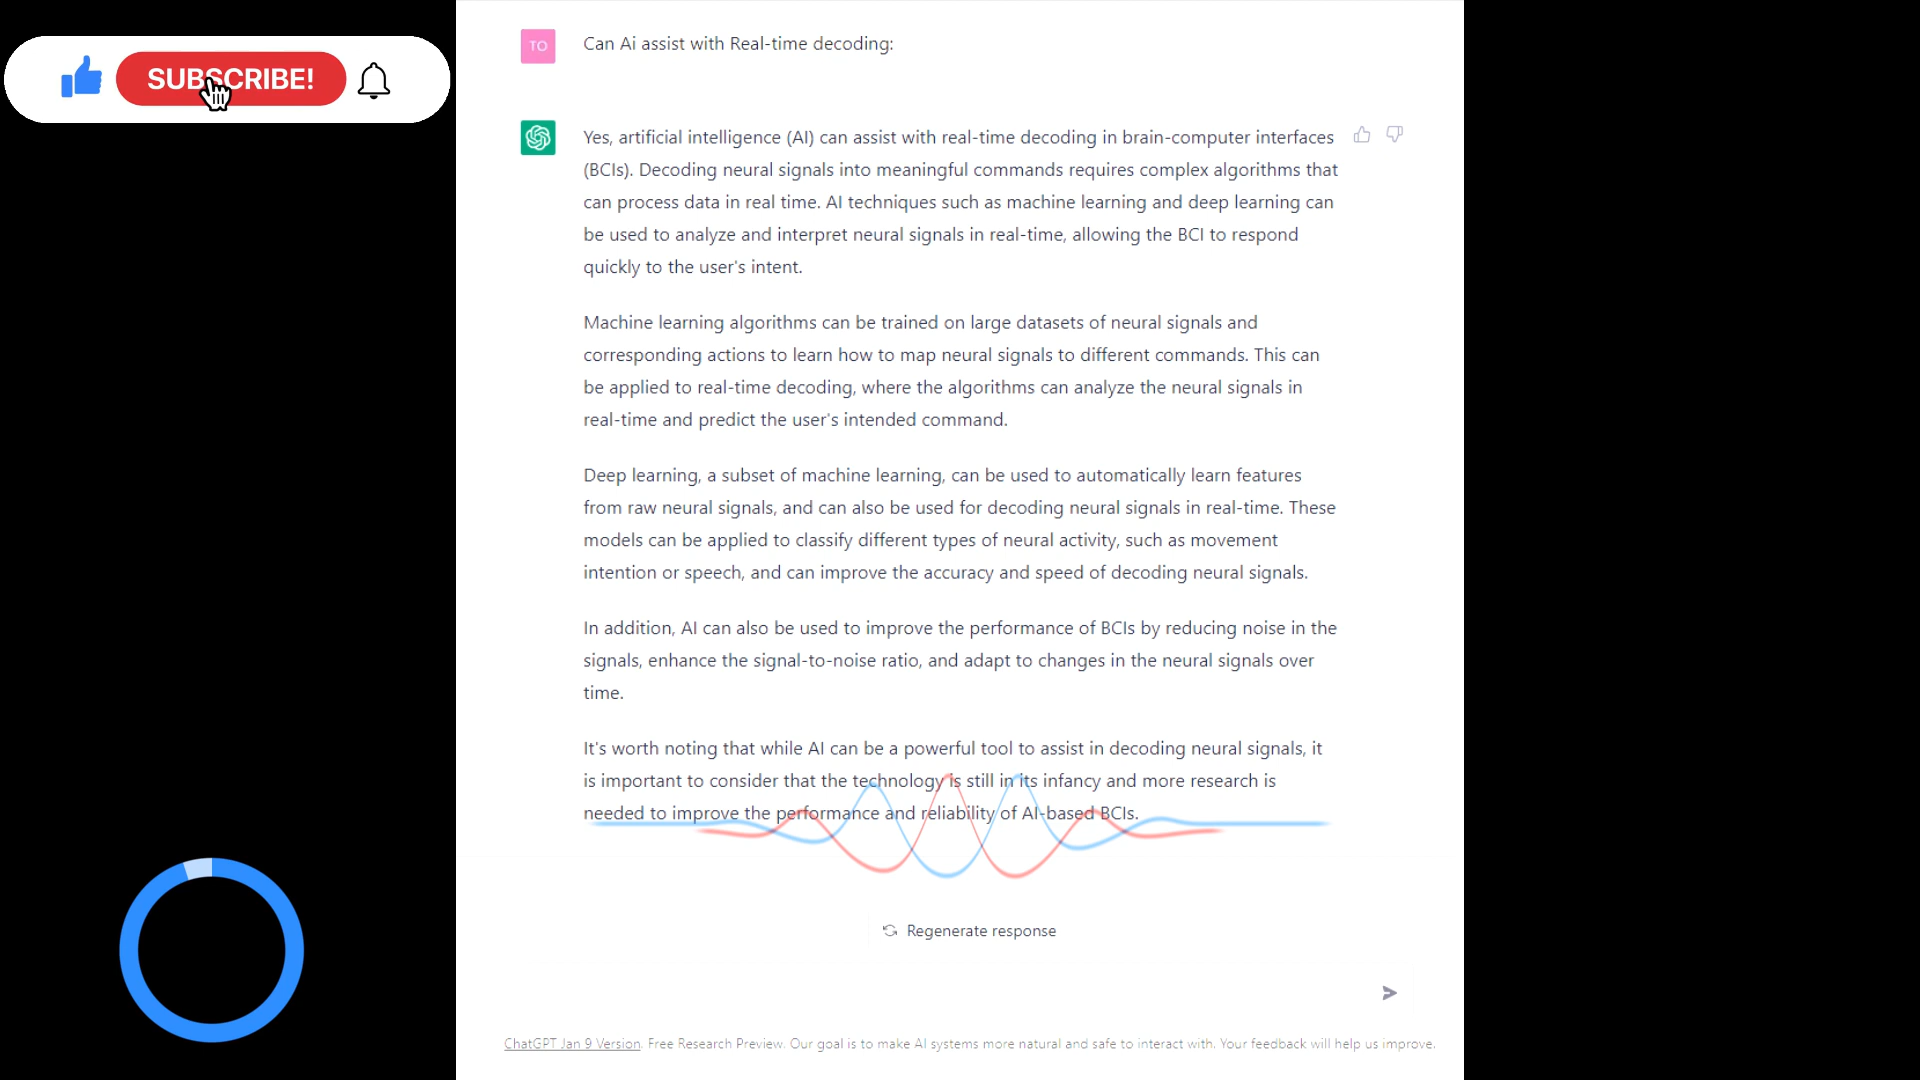 SUBSCRIBE!
TO
Can Ai assist with Real-time decoding:
Yes, artificial intelligence (AI) can assist with real-time decoding in brain-computer interfaces
(BCIs). Decoding neural signals into meaningful commands requires complex algorithms that
can process data in real time. AI techniques such as machine learning and deep learning can
be used to analyze and interpret neural signals in real-time, allowing the BCI to respond
quickly to the user's intent.
Machine learning algorithms can be trained on large datasets of neural signals and
corresponding actions to learn how to map neural signals to different commands. This can
be applied to real-time decoding, where the algorithms can analyze the neural signals in
real-time and predict the user's intended command.
Deep learning, a subset of machine learning, can be used to automatically learn features
from raw neural signals, and can also be used for decoding neural signals in real-time. These
models can be applied to classify different types of neural activity, such as movement
intention or speech, and can improve the accuracy and speed of decoding neural signals.
In addition, AI can also be used to improve the performance of BCIs by reducing noise in the
signals, enhance the signal-to-noise ratio, and adapt to changes in the neural signals over
time.
It's worth noting that while AI can be a powerful tool to assist in decoding neural signals, it
is important to consider that the technology is still in its infancy and more research is
needed to improve the performance and reliability of AI-based BCIs.
Regenerate response
ChatGPT Jan 9 Version. Free Research Preview. Our goal is to make AI systems more natural and safe to interact with. Your feedback will help us improve.